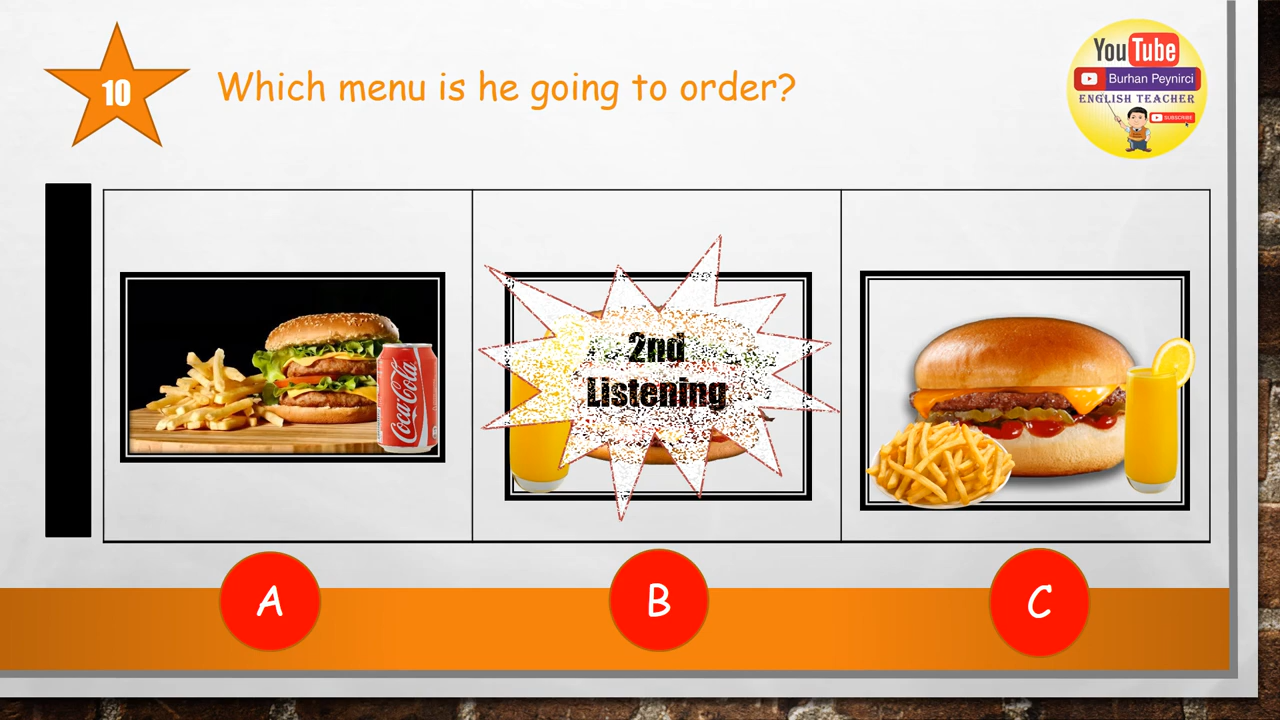 10
Which menu is he going to order?
YouTube
Burhan Peynirci
ENGLISH TEACHER
SUBSCRIBE
Coca-Cola
2nd
Listening
A
B
C